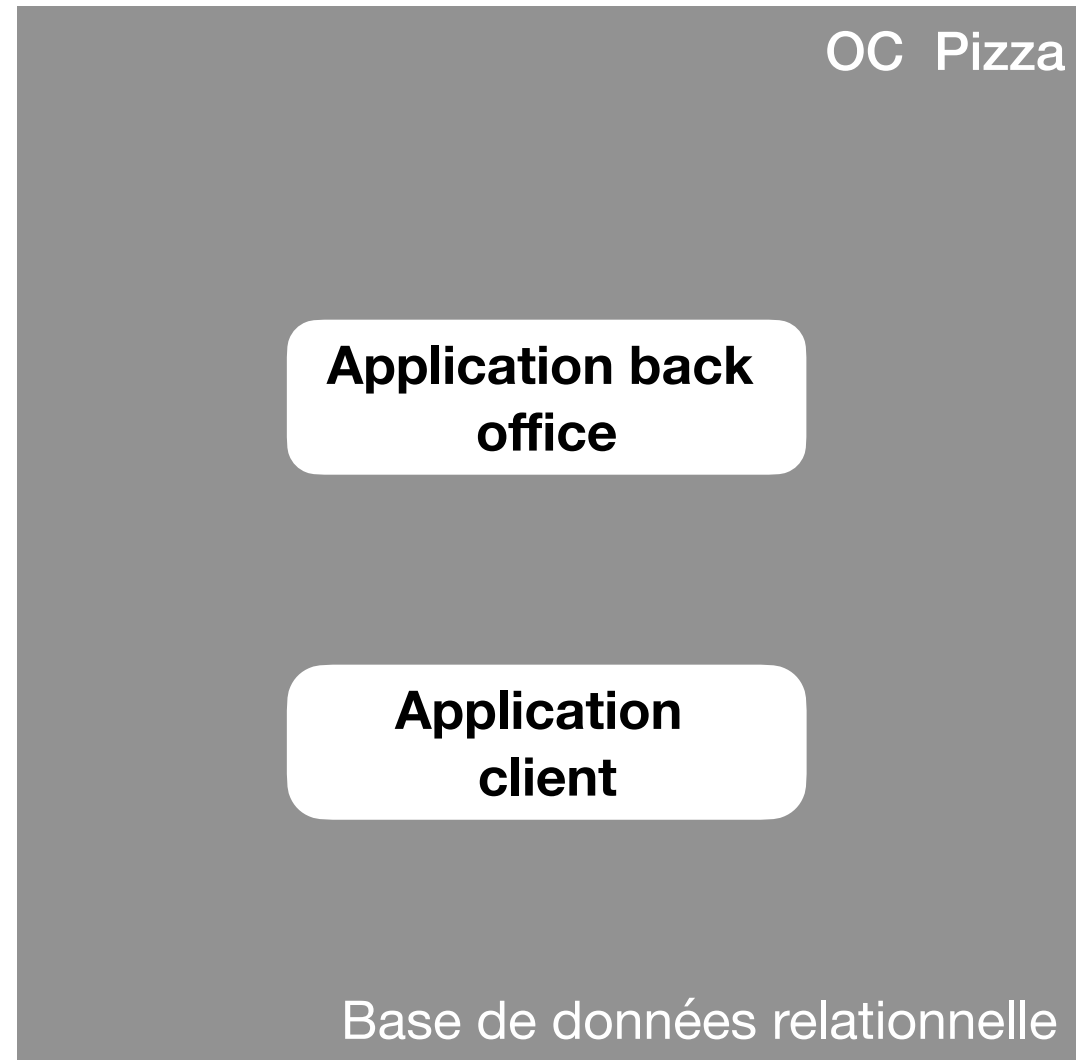 OC Pizza
Application back
office
Application
client
Base de données relationnelle